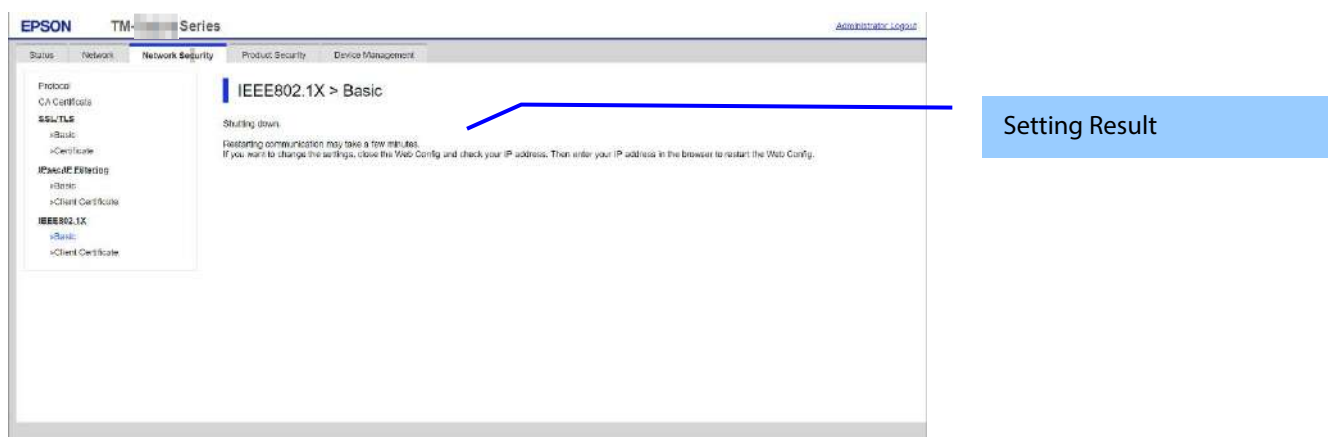 EPSON TM- Series
Administrator Logout
Status Network Network Security Product Security Device Management
Protocol
CA Certificate
SSL/TLS
»Basic
»Certificate
IPsec/IP Filtering
»Basic
»Client Certificate
IEEE802.1X
»Basic
»Client Certificate
IEEE802.1X > Basic
Shutting down.
Restarting communication may take a few minutes.
If you want to change the settings, close the Web Config and check your IP address. Then enter your IP address in the browser to restart the Web Config.
Setting Result